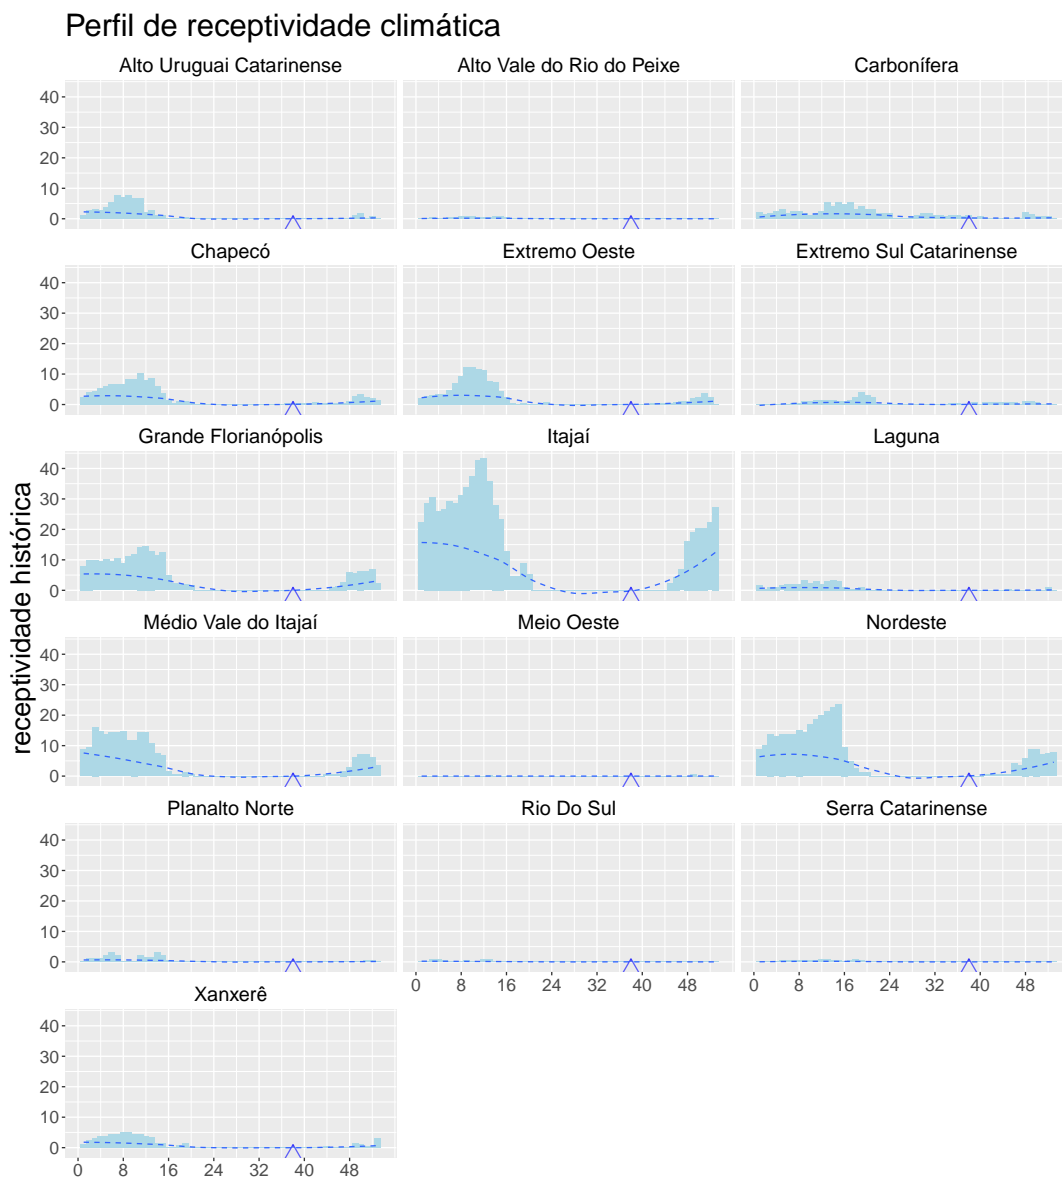 Perfil de receptividade climática
Alto Uruguai Catarinense
Alto Vale do Rio do Peixe
Carbonífera
40
30
20
10
0
Chapecó
Extremo Oeste
Extremo Sul Catarinense
40
30
20
10
0
Grande Florianópolis
Itajaí
Laguna
40
30
20
10
0
receptividade histórica
Médio Vale do Itajaí
Meio Oeste
Nordeste
40
30
20
10
0
Planalto Norte
Rio Do Sul
Serra Catarinense
40
30
20
10
0
0 8 16 24 32 40 48
0 8 16 24 32 40 48
Xanxerê
40
30
20
10
0
0 8 16 24 32 40 48